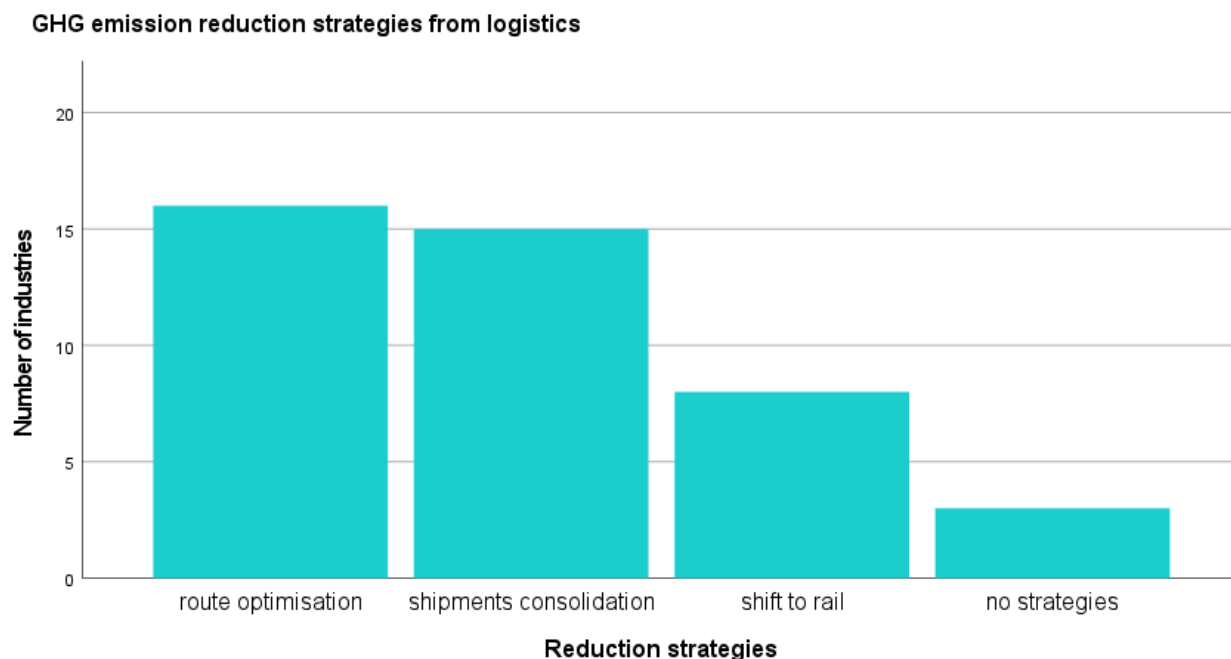 GHG emission reduction strategies from logistics
20
15
10
5
0
Number of industries
route optimisation shipments consolidation shift to rail no strategies
Reduction strategies